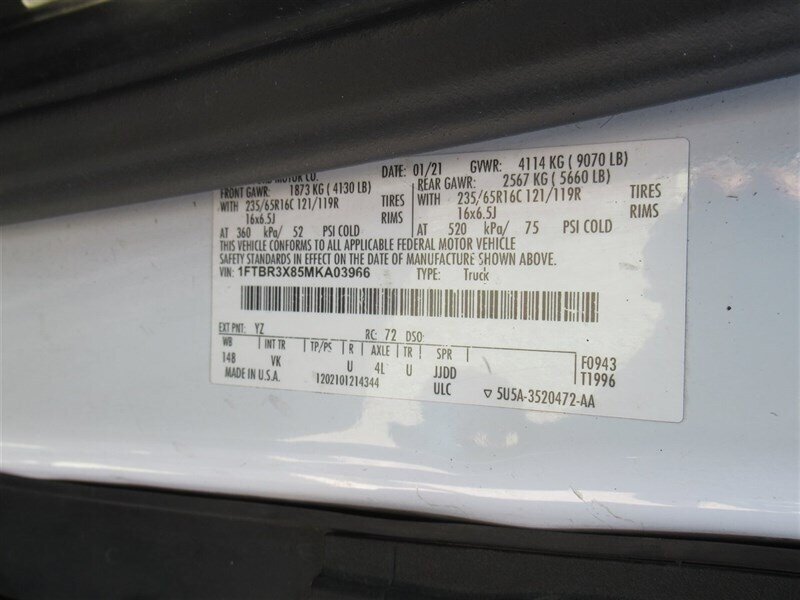 MOTOR CO. DATE: 01/21 GVWR: 4114 KG ( 9070 LB)
FRONT GAWR: 1873 KG ( 4130 LB) REAR GAWR: 2567 KG ( 5660 LB)
WITH 235/65R16C 121/119R TIRES WITH 235/65R16C 121/119R TIRES
16x6.5J RIMS 16x6.5J RIMS
AT 360 kPa/ 52 PSI COLD AT 520 kPa/ 75 PSI COLD
THIS VEHICLE CONFORMS TO ALL APPLICABLE FEDERAL MOTOR VEHICLE
SAFETY STANDARDS IN EFFECT ON THE DATE OF MANUFACTURE SHOWN ABOVE.
VIN: 1FTBR3X85MKA03966 TYPE: Truck
EXT PNT: YZ RC: 72 DSO:
WB INT TR TP/PS R AXLE TR SPR F0943
148 VK U 4L U JJDD T1996
MADE IN U.S.A. 1202101214344 ULC ▽ 5U5A-3520472-AA